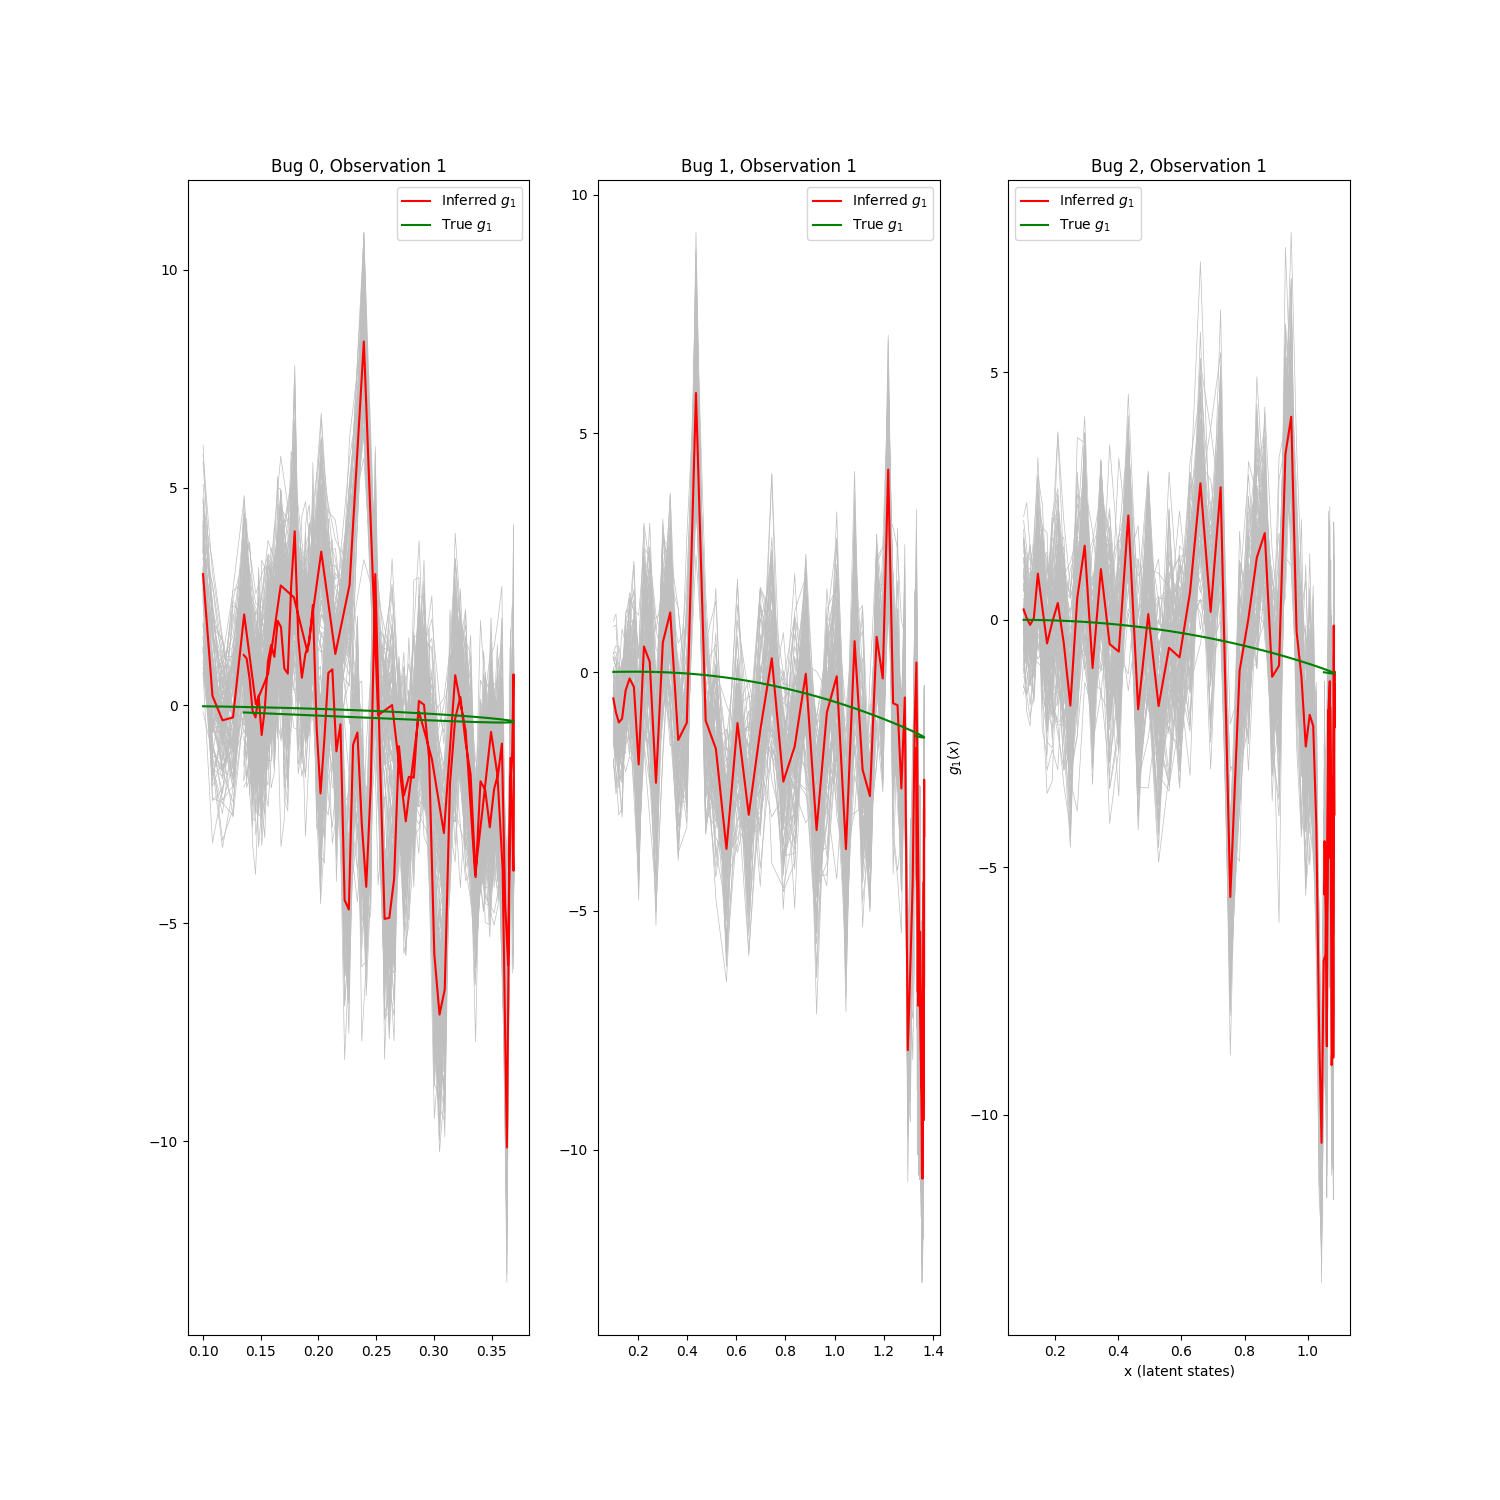 Bug 0, Observation 1
Inferred g₁
True g₁
10
5
0
−5
−10
0.10 0.15 0.20 0.25 0.30 0.35
Bug 1, Observation 1
Inferred g₁
True g₁
10
5
0
−5
−10
0.2 0.4 0.6 0.8 1.0 1.2 1.4
Bug 2, Observation 1
Inferred g₁
True g₁
g₁(x)
5
0
−5
−10
0.2 0.4 0.6 0.8 1.0
x (latent states)